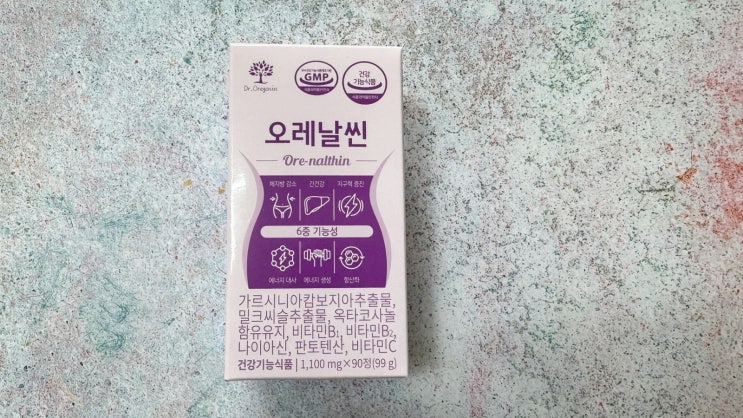 Dr.Oregonin
GMP
건강
기능식품
오레날씬
Ore-nalthin
체지방 감소 간건강 지구력 증진
6중 기능성
에너지 대사 에너지 생성 항산화
가르시니아캄보지아추출물,
밀크씨슬추출물, 옥타코사놀
함유유지, 비타민B₁, 비타민B₂,
나이아신, 판토텐산, 비타민C
건강기능식품 | 1,100 mg×90정(99 g)